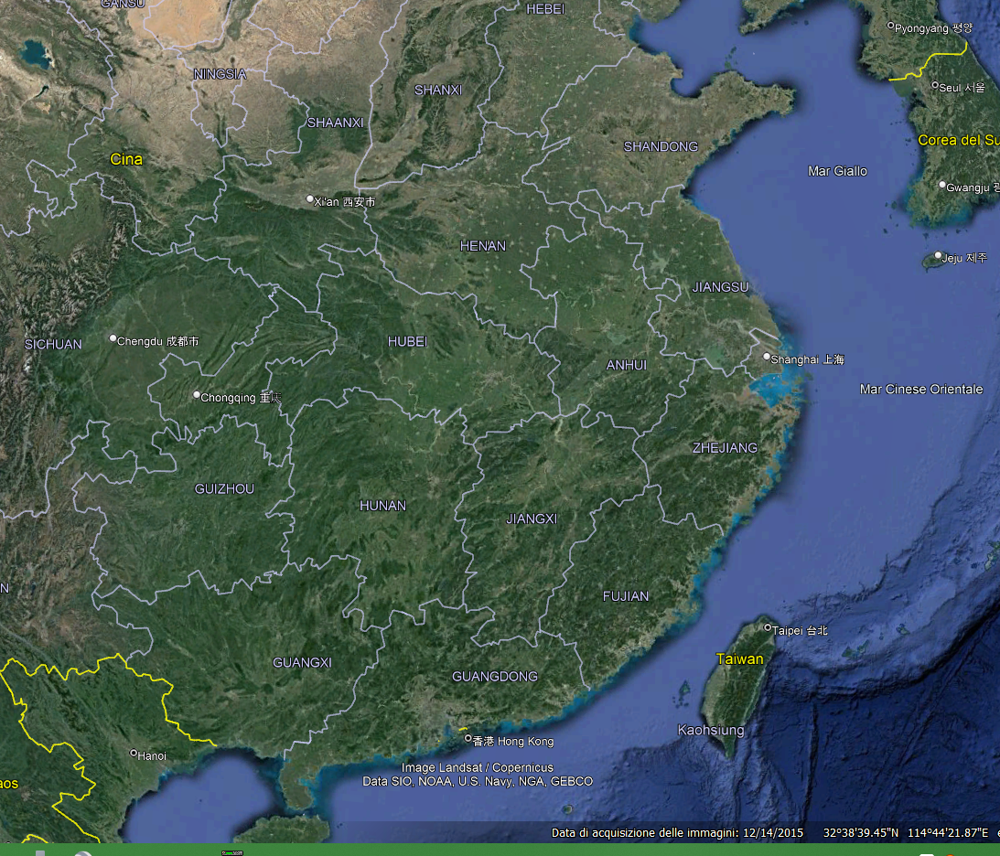 GANSU
HEBEI
Pyongyang 평양
NINGSIA
SHANXI
Seul 서울
SHAANXI
Corea del Su
SHANDONG
Cina
Mar Giallo
Gwangju
Xi'an 西安市
HENAN
Jeju 제주
JIANGSU
SICHUAN
Chengdu 成都市
HUBEI
ANHUI
Shanghai 上海
Mar Cinese Orientale
Chongqing 重庆
ZHEJIANG
GUIZHOU
HUNAN
JIANGXI
N
FUJIAN
Taipei 台北
Taiwan
GUANGXI
GUANGDONG
Kaohsiung
香港 Hong Kong
Hanoi
Image Landsat / Copernicus
Data SIO, NOAA, U.S. Navy, NGA, GEBCO
aos
Data di acquisizione delle immagini: 12/14/2015 32°38'39.45"N 114°44'21.87"E